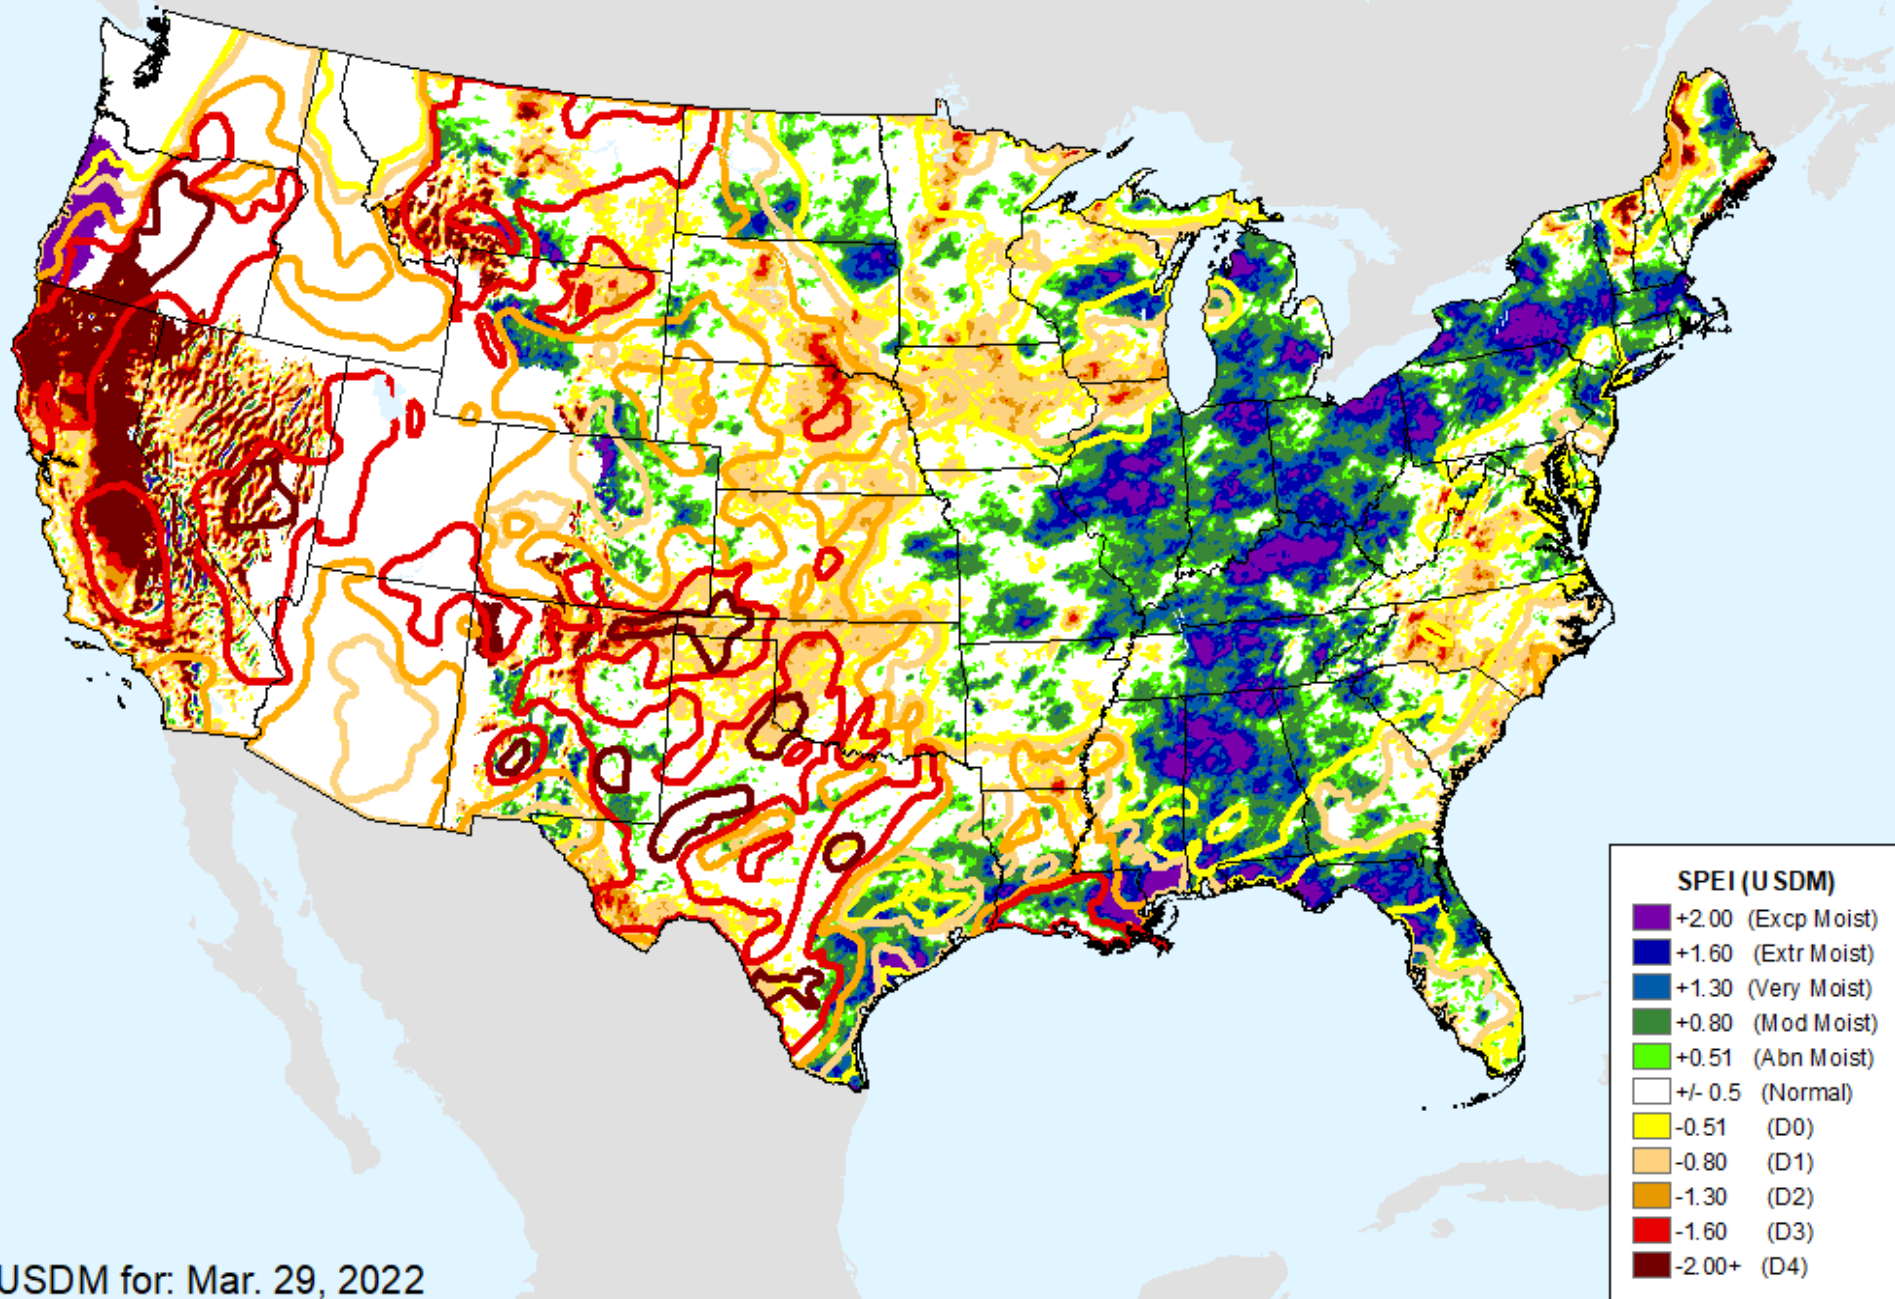 SPEI (USDM)
+2.00 (Excp Moist)
+1.60 (Extr Moist)
+1.30 (Very Moist)
+0.80 (Mod Moist)
+0.51 (Abn Moist)
+/- 0.5 (Normal)
-0.51 (D0)
-0.80 (D1)
-1.30 (D2)
-1.60 (D3)
-2.00+ (D4)
USDM for: Mar. 29, 2022